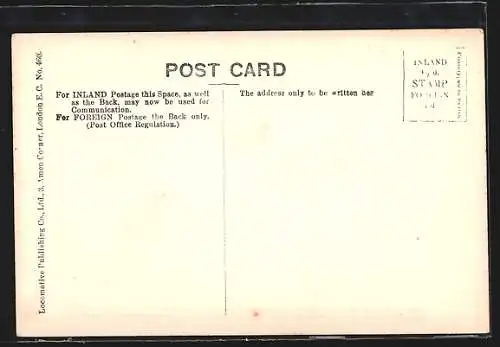 POST CARD
For INLAND Postage this Space, as well
as the Back, may now be used for
Communication.
For FOREIGN Postage the Back only.
(Post Office Regulation.)
The address only to be written her
INLAND
STAMP
FOREIGN
Locomotive Publishing Co., Ltd., 3, Amen Corner, London E.C. No.